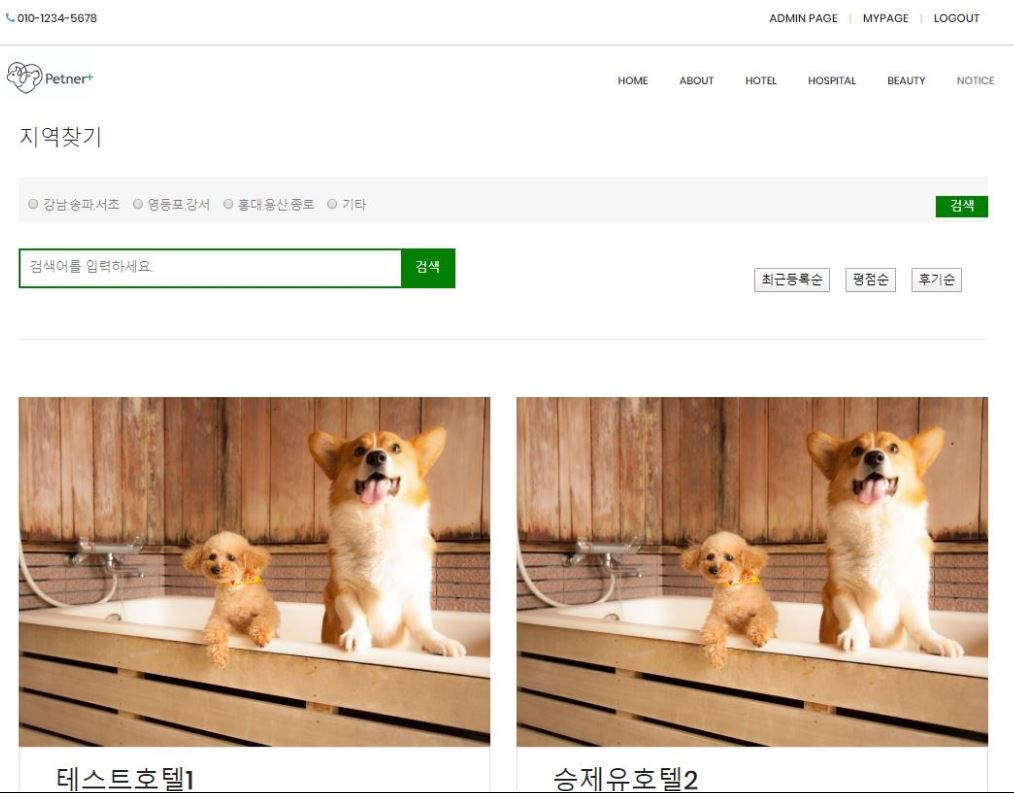 010-1234-5678
ADMIN PAGE | MYPAGE | LOGOUT
Petner+
HOME ABOUT HOTEL HOSPITAL BEAUTY NOTICE
지역찾기
강남.송파.서초 영등포.강서 홍대.용산.종로 기타 검색
검색어를 입력하세요. 검색
최근등록순 평점순 후기순
테스트호텔1 승제유호텔2